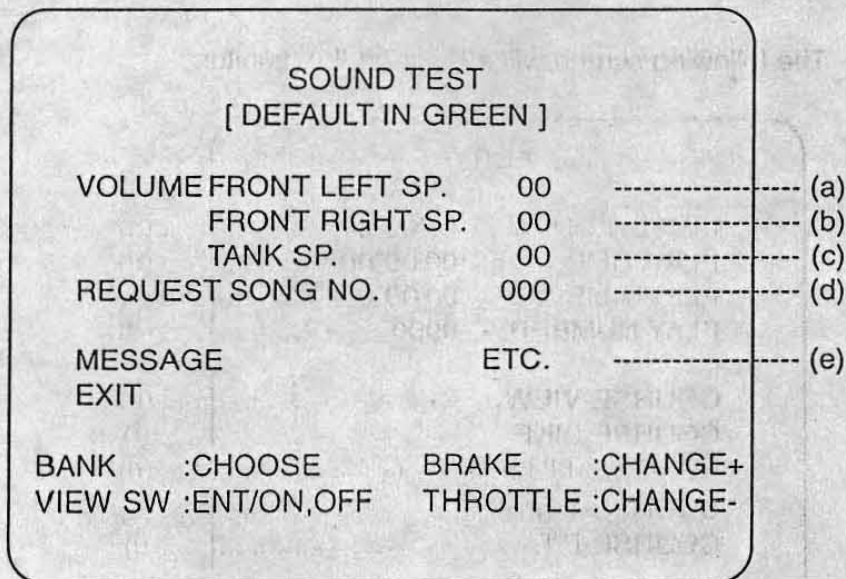 SOUND TEST
[ DEFAULT IN GREEN ]
VOLUME FRONT LEFT SP. 00 (a)
FRONT RIGHT SP. 00 (b)
TANK SP. 00 (c)
REQUEST SONG NO. 000 (d)
MESSAGE ETC. (e)
EXIT
BANK :CHOOSE BRAKE :CHANGE+
VIEW SW :ENT/ON,OFF THROTTLE :CHANGE-